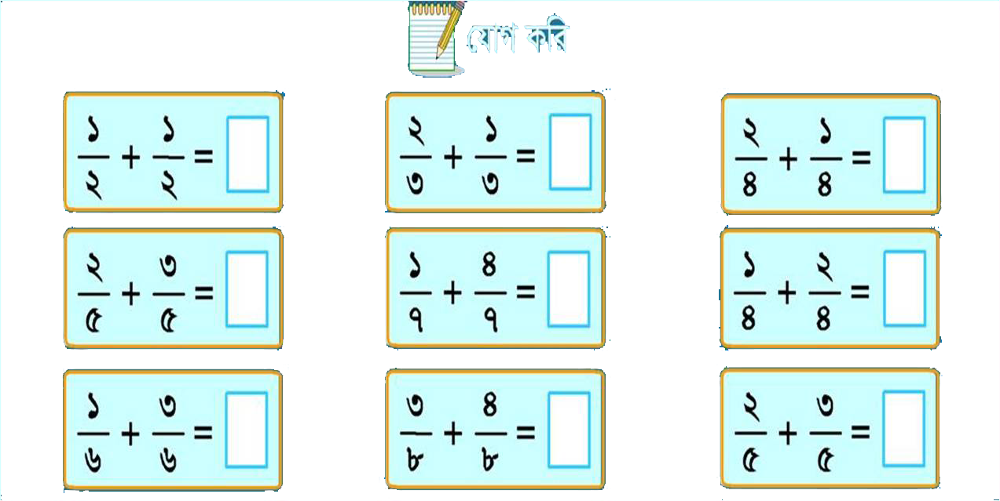 যোগ করি
১/২ + ১/২ =
২/৩ + ১/৩ =
২/৪ + ১/৪ =
২/৫ + ৩/৫ =
১/৭ + ৪/৭ =
১/৪ + ২/৪ =
১/৬ + ৩/৬ =
৩/৮ + ৪/৮ =
২/৫ + ৩/৫ =